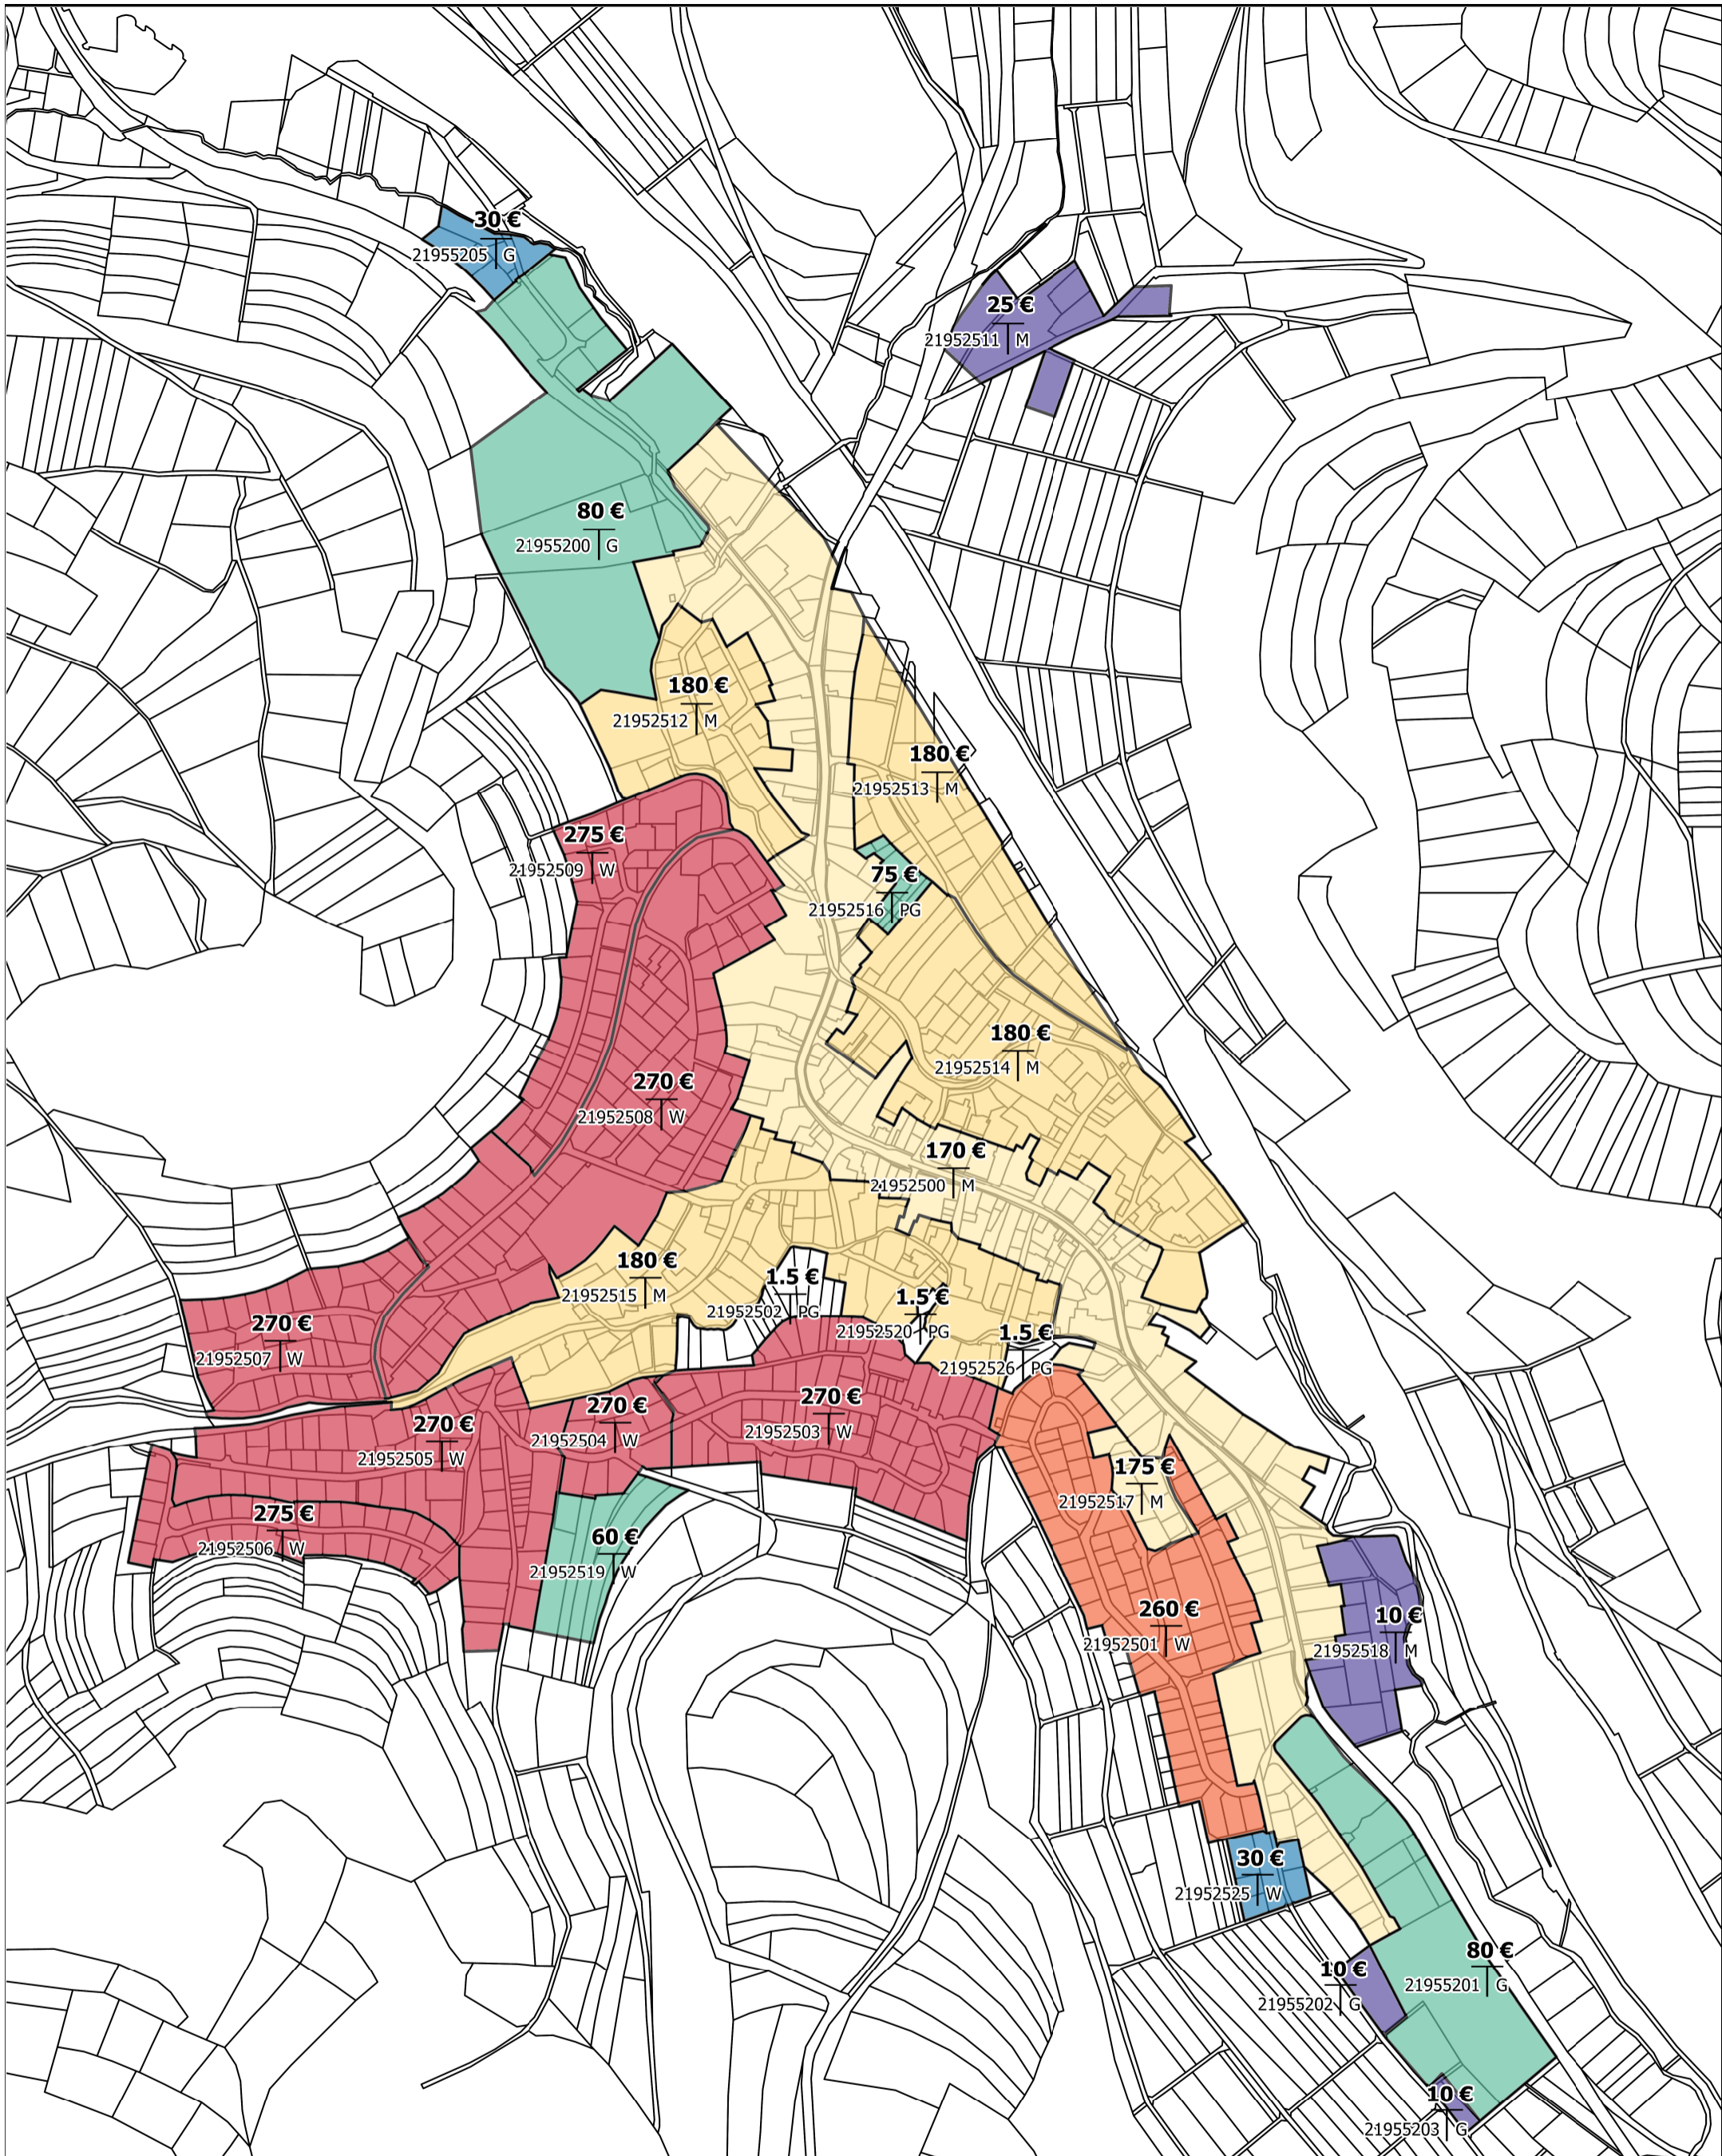 30 €
21955205 G
25 €
21952511 M
80 €
21955200 G
180 €
21952512 M
180 €
21952513 M
275 €
21952509 W
75 €
21952516 PG
180 €
21952514 M
270 €
21952508 W
170 €
21952500 M
180 €
21952515 M
1.5 €
21952502 PG
1.5 €
21952520 PG
270 €
21952507 W
1.5 €
21952526 PG
270 €
21952503 W
270 €
21952504 W
270 €
21952505 W
175 €
21952517 M
275 €
21952506 W
60 €
21952519 W
260 €
21952501 W
10 €
21952518 M
30 €
21952525 W
80 €
21955201 G
10 €
21955202 G
10 €
21955203 G